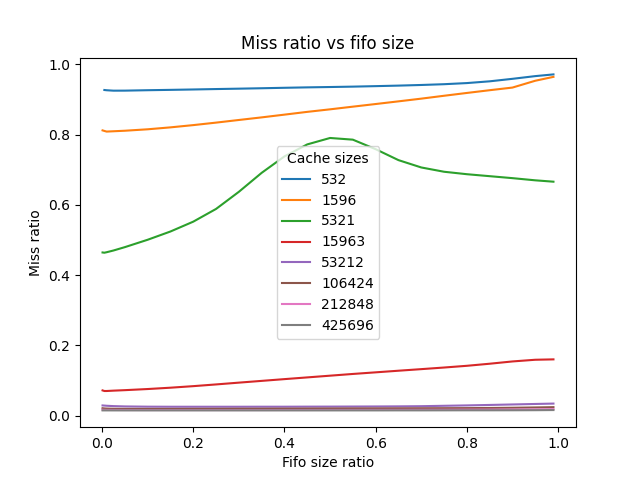 Miss ratio vs fifo size
Miss ratio
1.0
0.8
0.6
0.4
0.2
0.0
Cache sizes
532
1596
5321
15963
53212
106424
212848
425696
0.0 0.2 0.4 0.6 0.8 1.0
Fifo size ratio